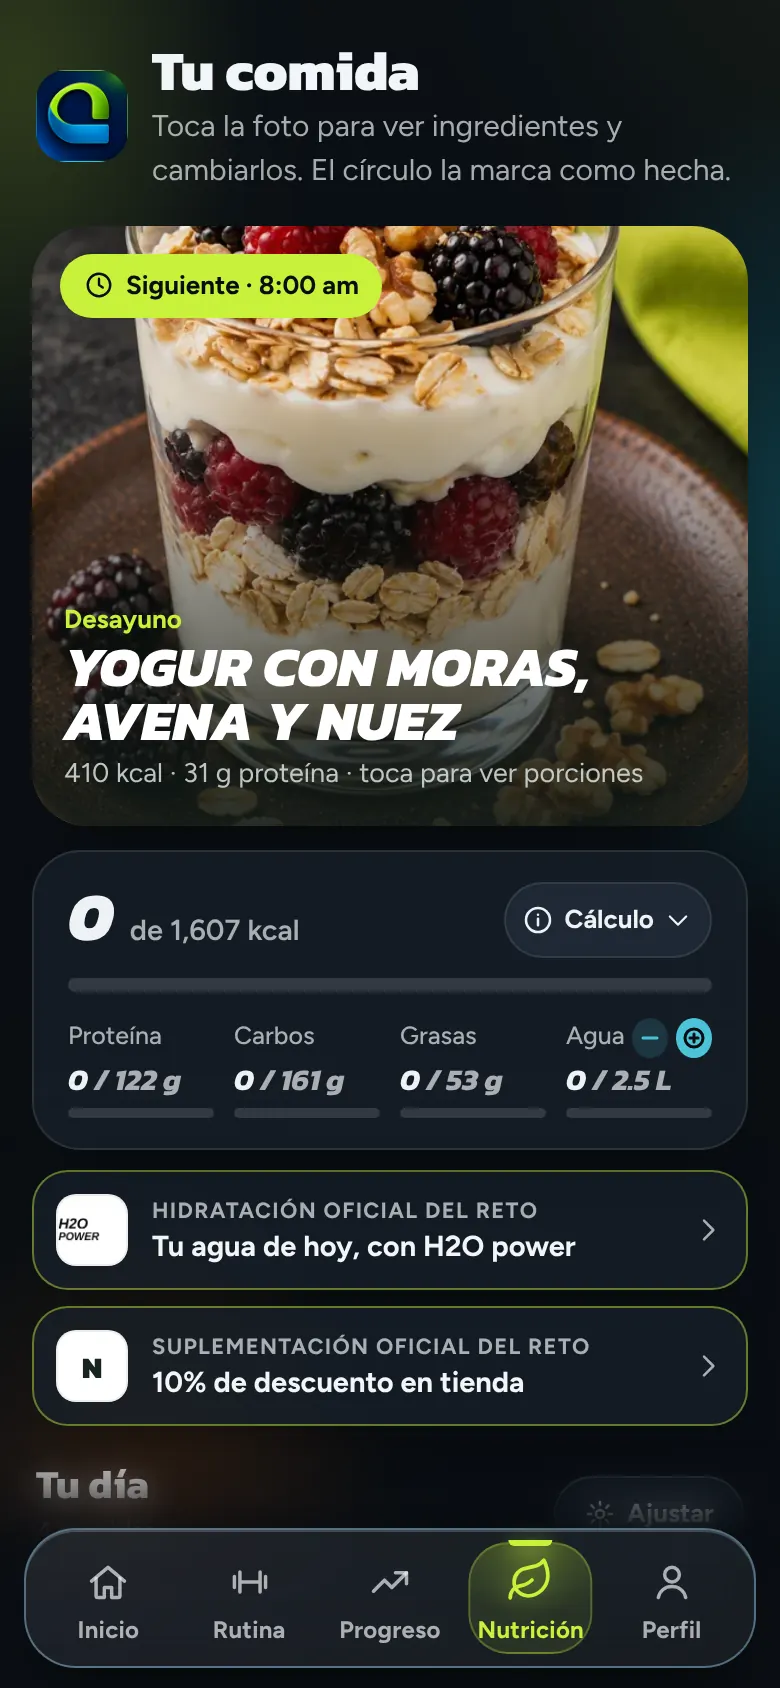 Tu comida
Toca la foto para ver ingredientes y
cambiarlos. El círculo la marca como hecha.
Siguiente · 8:00 am
Desayuno
YOGUR CON MORAS,
AVENA Y NUEZ
410 kcal · 31 g proteína · toca para ver porciones
0 de 1,607 kcal
Cálculo
Proteína
0 / 122 g
Carbos
0 / 161 g
Grasas
0 / 53 g
Agua
0 / 2.5 L
H2O
POWER
HIDRATACIÓN OFICIAL DEL RETO
Tu agua de hoy, con H2O power
N
SUPLEMENTACIÓN OFICIAL DEL RETO
10% de descuento en tienda
Tu día
Ajustar
Inicio
Rutina
Progreso
Nutrición
Perfil